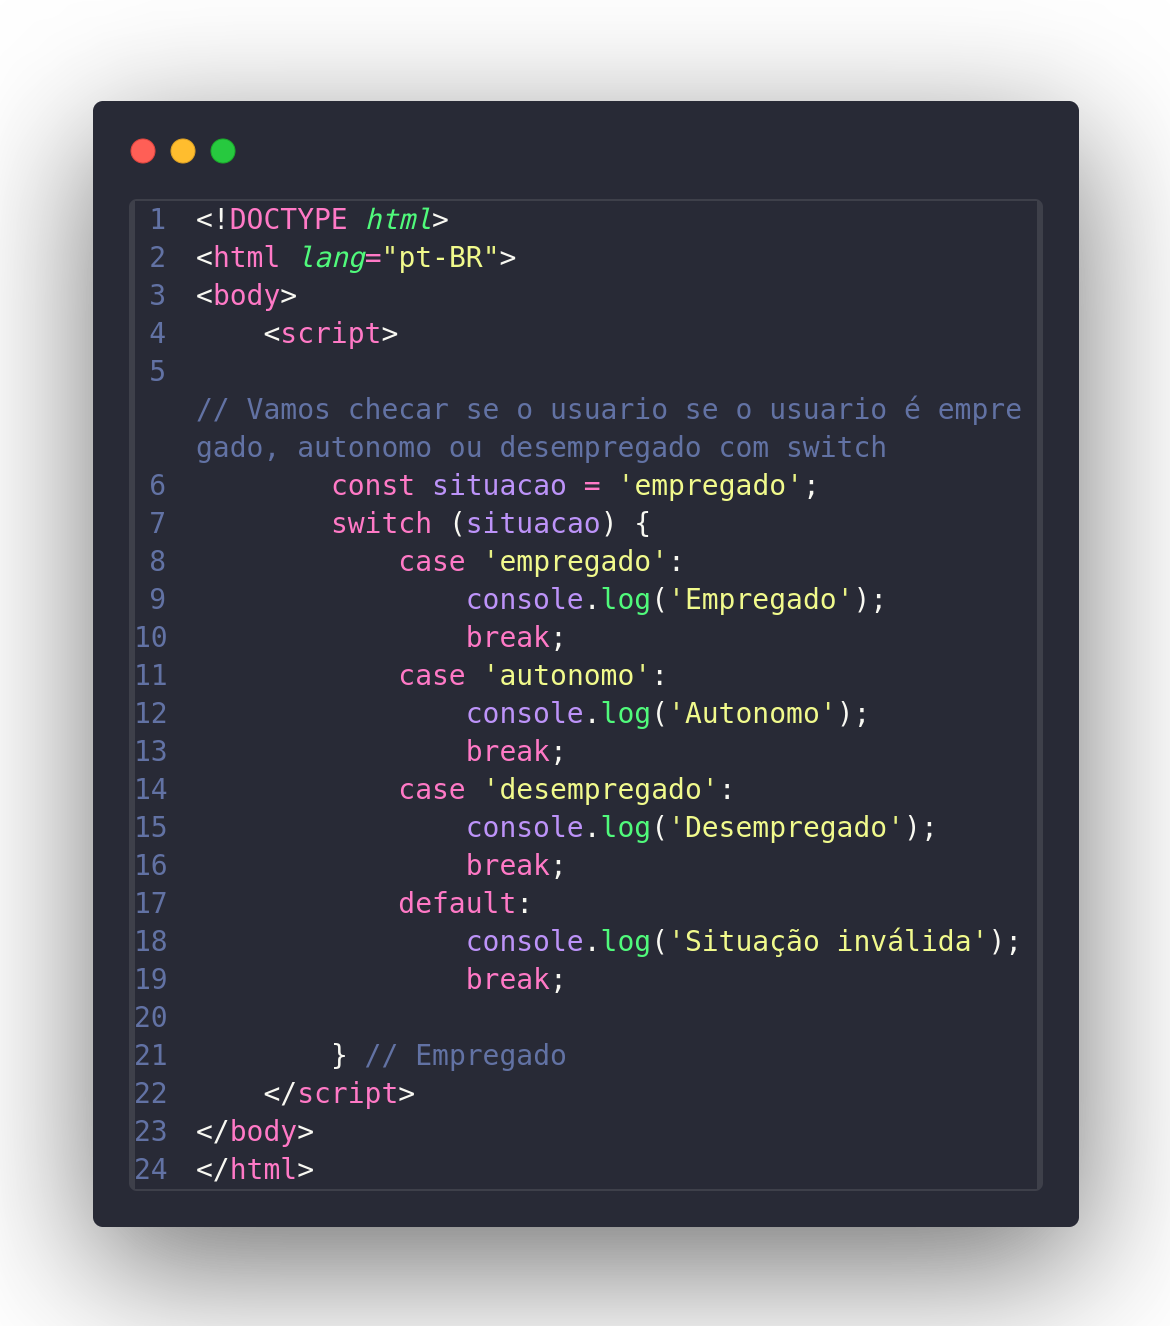 1 <!DOCTYPE html>
2 <html lang="pt-BR">
3 <body>
4     <script>
5
// Vamos checar se o usuario se o usuario é empre
gado, autonomo ou desempregado com switch
6         const situacao = 'empregado';
7         switch (situacao) {
8             case 'empregado':
9                 console.log('Empregado');
10                 break;
11             case 'autonomo':
12                 console.log('Autonomo');
13                 break;
14             case 'desempregado':
15                 console.log('Desempregado');
16                 break;
17             default:
18                 console.log('Situação inválida');
19                 break;
20
21         } // Empregado
22     </script>
23 </body>
24 </html>